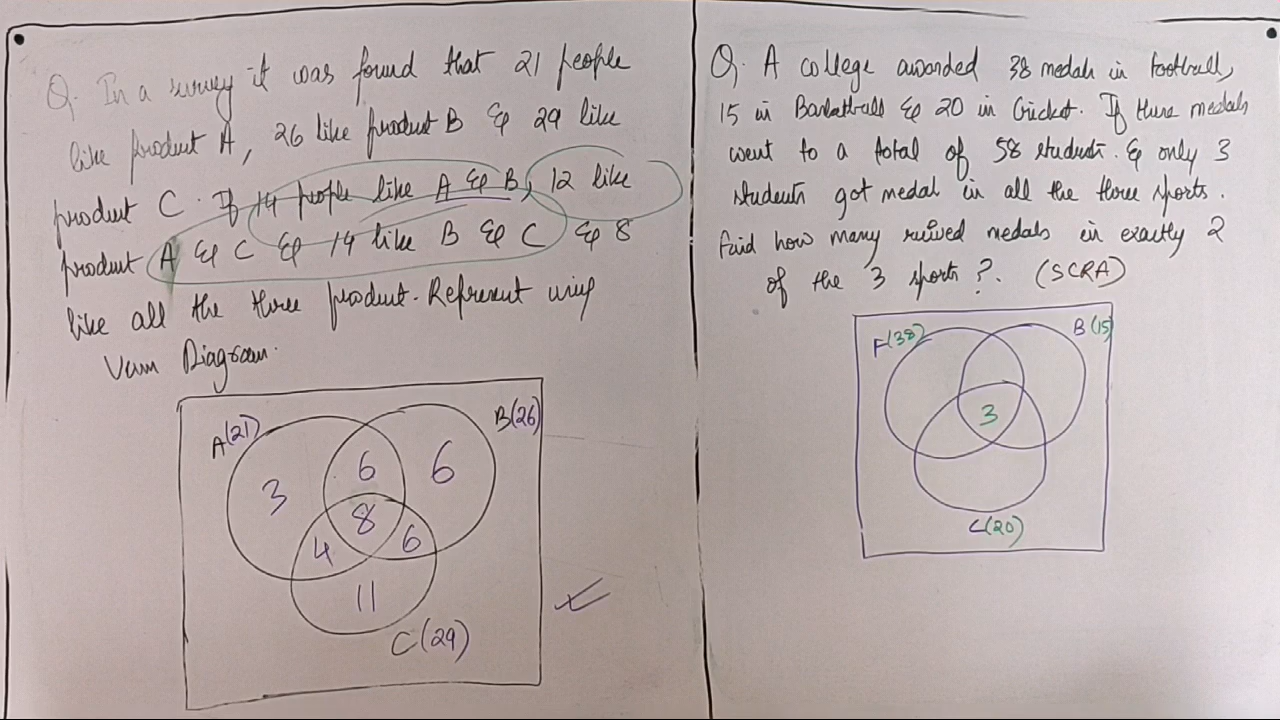 Q. In a survey it was found that 21 people
like product A, 26 like product B & 29 like
product C. If 14 people like A & B, 12 like
product A & C & 14 like B & C & 8
like all the three product. Represent using
Venn Diagram.
A(21)
B(26)
3
6
6
8
4
6
11
C(29)
Q. A college awarded 38 medals in football,
15 in Basketball & 20 in Cricket. If these medals
went to a total of 58 students. & only 3
students got medal in all the three sports.
Find how many recived medals in exactly 2
of the 3 sports?. (SCRA)
F(38)
B(15)
3
C(20)